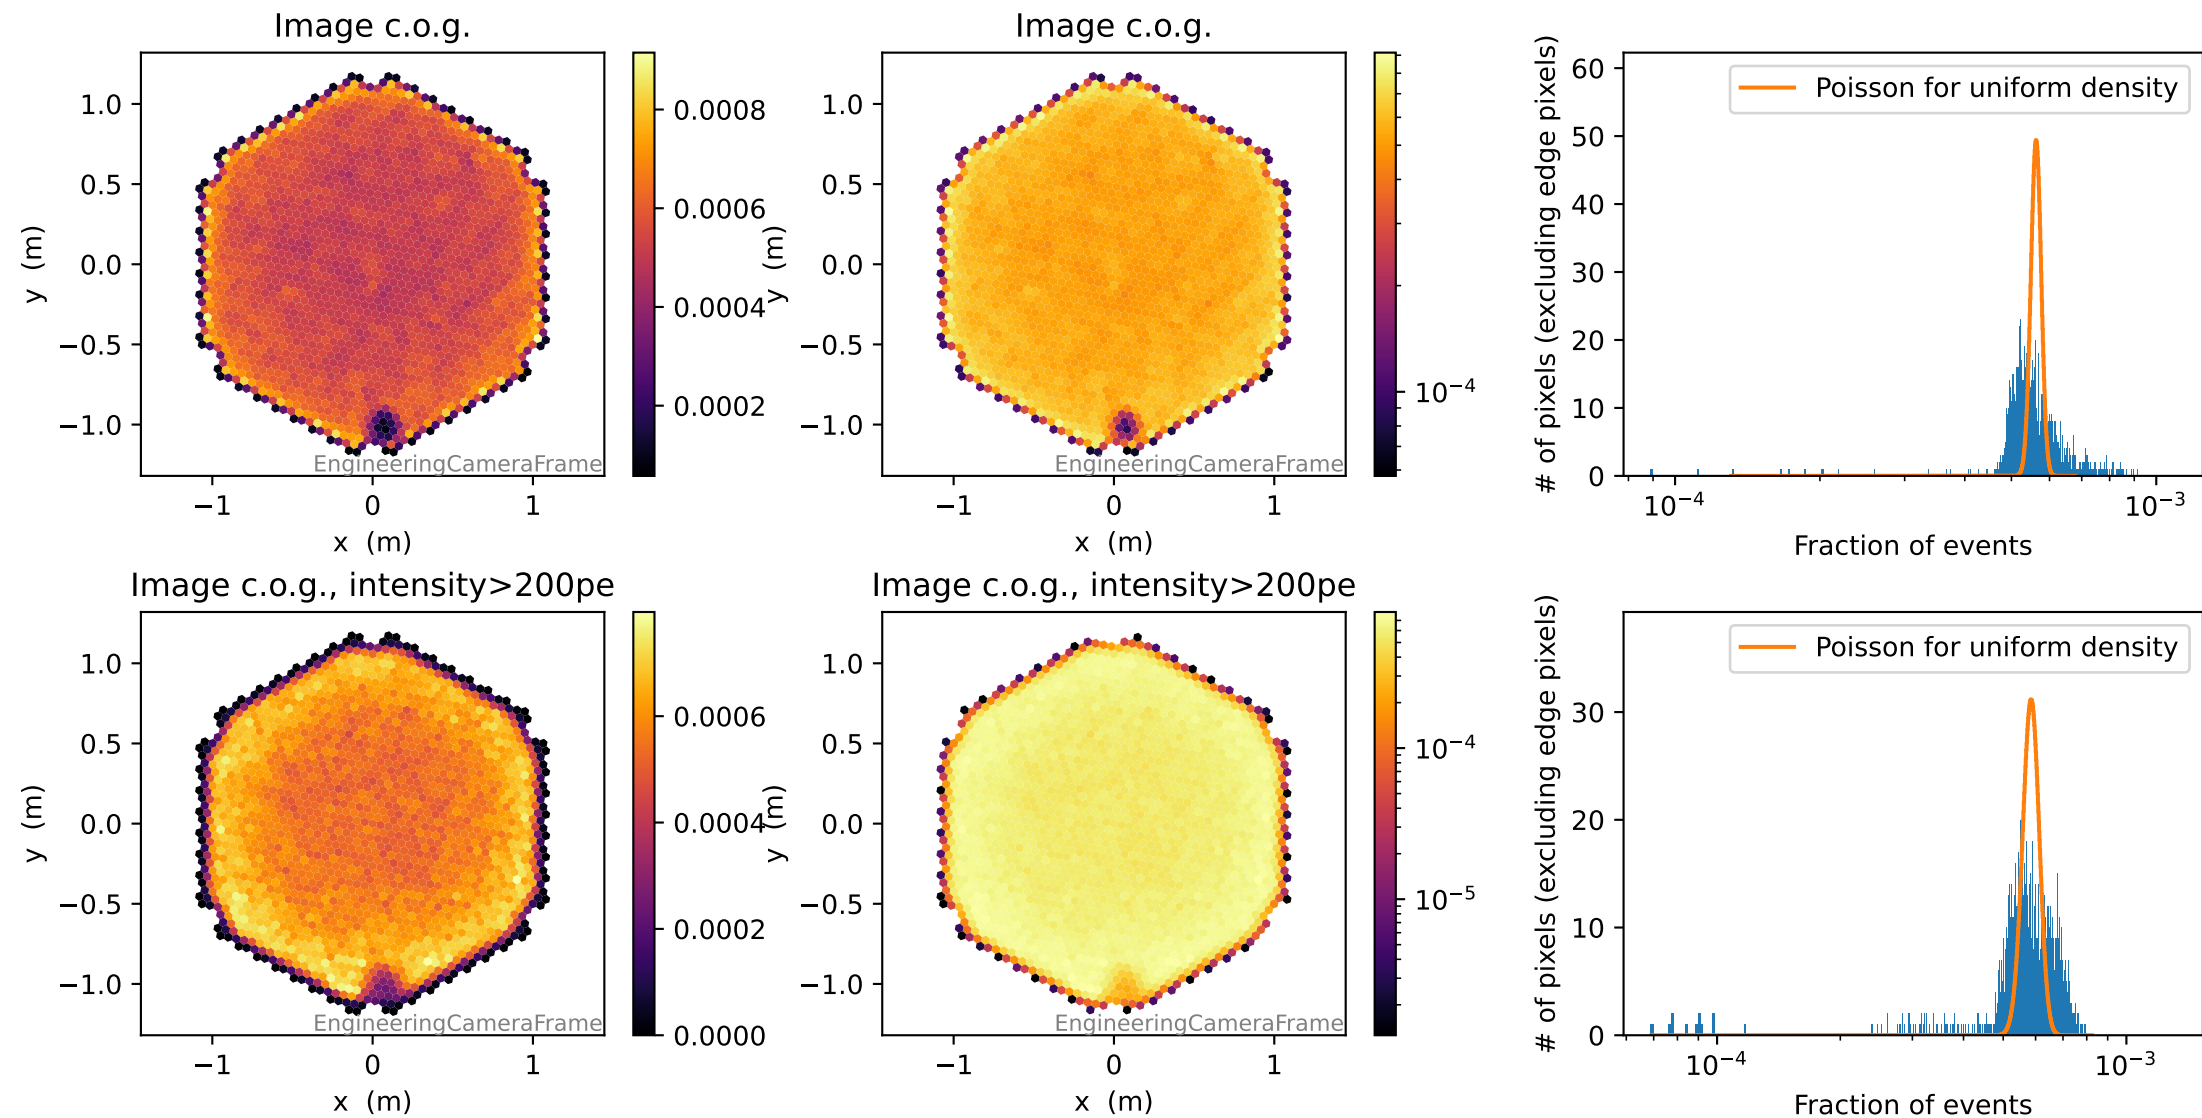 Image c.o.g.
1.0
0.5
0.0
−0.5
−1.0
y (m)
−1
0
1
x (m)
EngineeringCameraFrame
0.0008
0.0006
0.0004
0.0002
Image c.o.g.
1.0
0.5
0.0
−0.5
−1.0
y (m)
−1
0
1
x (m)
EngineeringCameraFrame
10⁻⁴
# of pixels (excluding edge pixels)
60
50
40
30
20
10
0
Poisson for uniform density
10⁻⁴
10⁻³
Fraction of events
Image c.o.g., intensity>200pe
1.0
0.5
0.0
−0.5
−1.0
y (m)
−1
0
1
x (m)
EngineeringCameraFrame
0.0006
0.0004
0.0002
0.0000
Image c.o.g., intensity>200pe
1.0
0.5
0.0
−0.5
−1.0
y (m)
−1
0
1
x (m)
EngineeringCameraFrame
10⁻⁴
10⁻⁵
# of pixels (excluding edge pixels)
30
20
10
0
Poisson for uniform density
10⁻⁴
10⁻³
Fraction of events